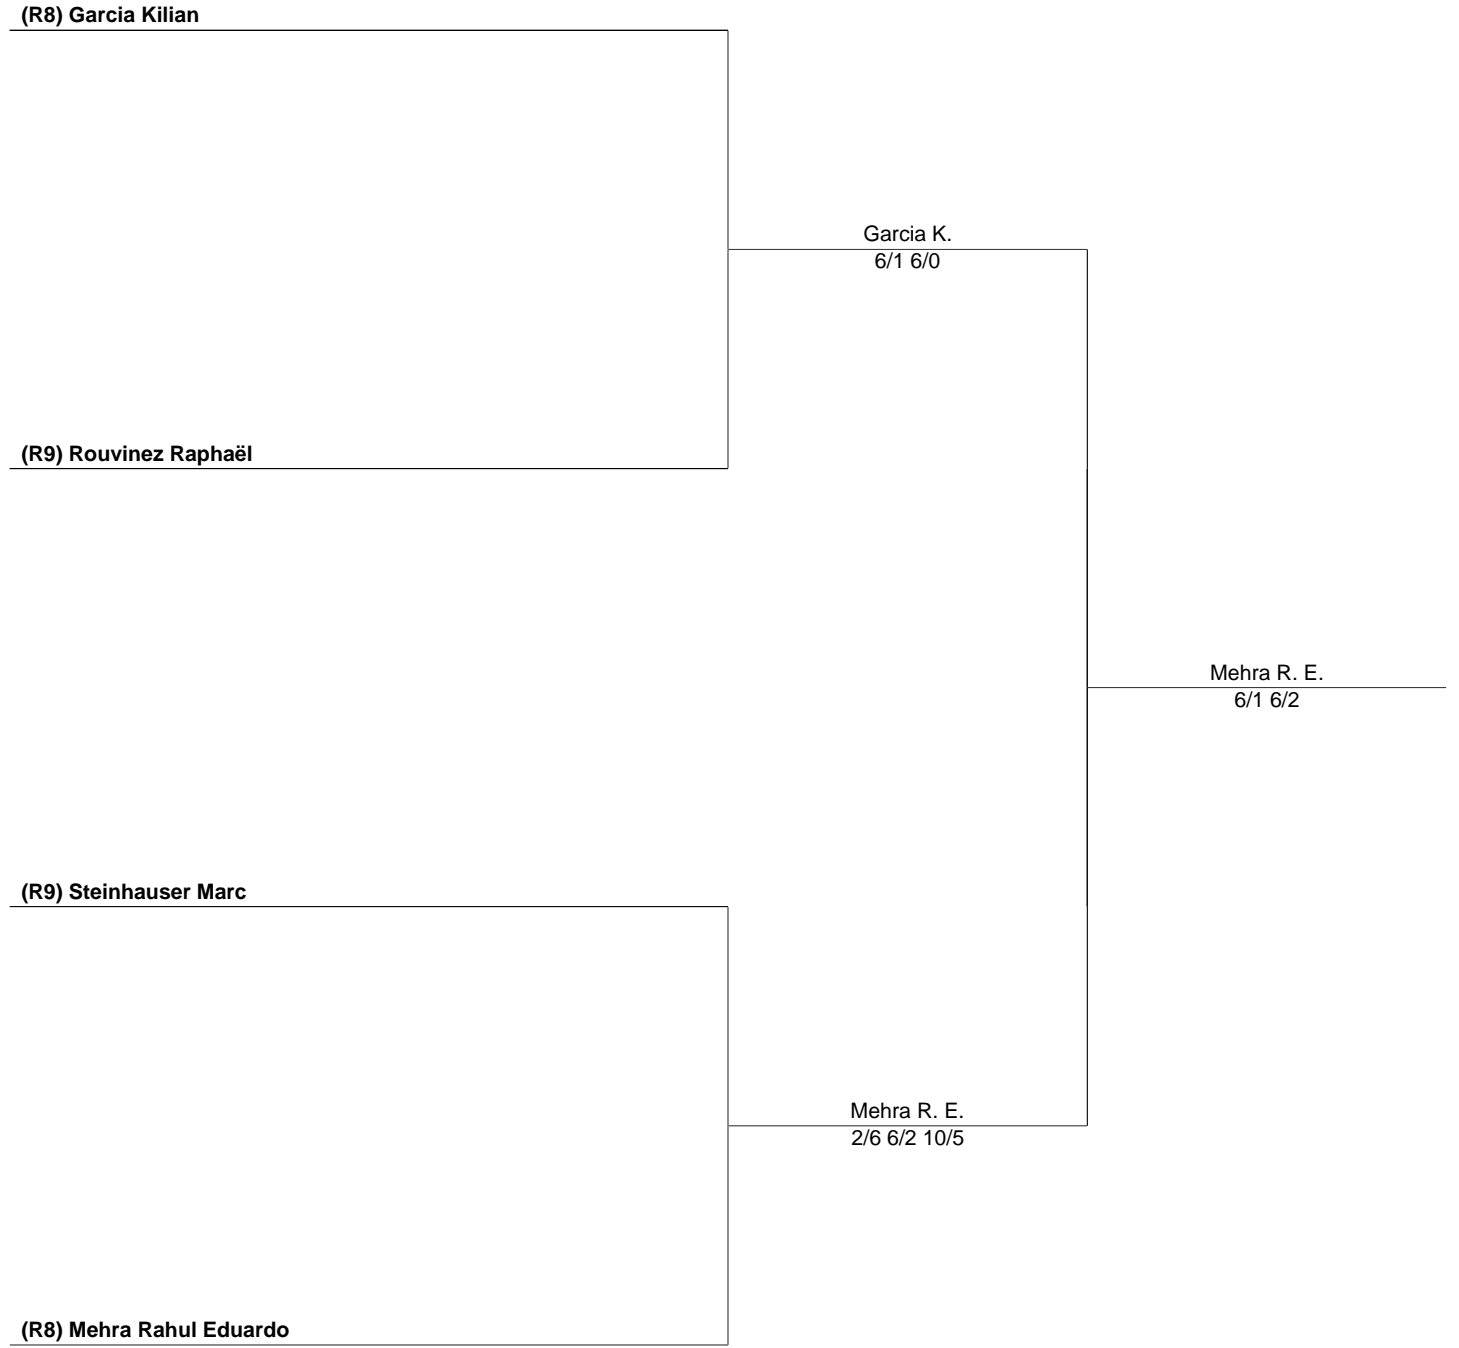 (R8) Garcia Kilian
Garcia K.
6/1 6/0
(R9) Rouvinez Raphaël
Mehra R. E.
6/1 6/2
(R9) Steinhauser Marc
Mehra R. E.
2/6 6/2 10/5
(R8) Mehra Rahul Eduardo